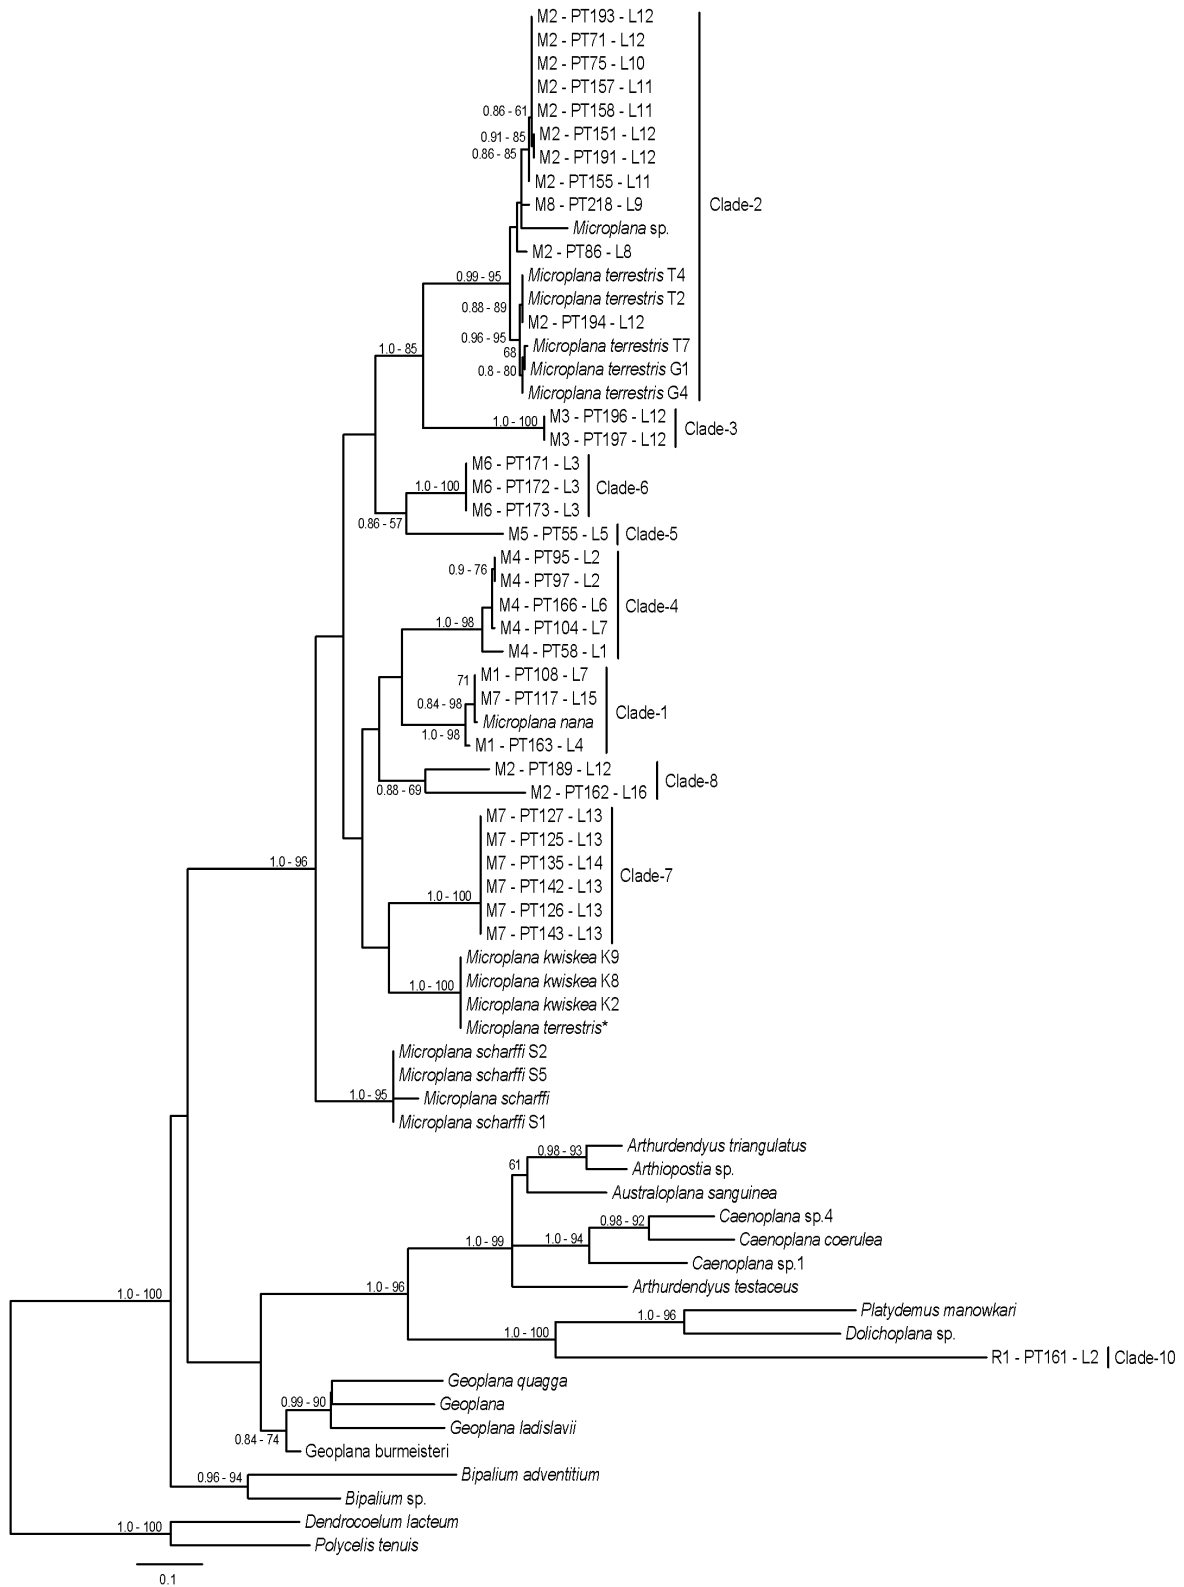 M2 - PT193 - L12
M2 - PT71 - L12
M2 - PT75 - L10
M2 - PT157 - L11
0.86 - 61 M2 - PT158 - L11
0.91 - 85 M2 - PT151 - L12
0.86 - 85 M2 - PT191 - L12
M2 - PT155 - L11
M8 - PT218 - L9 Clade-2
Microplana sp.
M2 - PT86 - L8
0.99 - 95 Microplana terrestris T4
Microplana terrestris T2
0.88 - 89
M2 - PT194 - L12
0.96 - 95
1.0 - 85 68 Microplana terrestris T7
0.8 - 80 Microplana terrestris G1
Microplana terrestris G4
1.0 - 100 M3 - PT196 - L12
Clade-3
M3 - PT197 - L12
M6 - PT171 - L3
1.0 - 100 M6 - PT172 - L3 Clade-6
M6 - PT173 - L3
0.86 - 57
M5 - PT55 - L5 Clade-5
M4 - PT95 - L2
0.9 - 76
M4 - PT97 - L2
M4 - PT166 - L6 Clade-4
1.0 - 98 M4 - PT104 - L7
M4 - PT58 - L1
71 M1 - PT108 - L7
0.84 - 98 M7 - PT117 - L15
Clade-1
Microplana nana
1.0 - 98
M1 - PT163 - L4
M2 - PT189 - L12
Clade-8
0.88 - 69 M2 - PT162 - L16
M7 - PT127 - L13
M7 - PT125 - L13
1.0 - 96 M7 - PT135 - L14
Clade-7
M7 - PT142 - L13
1.0 - 100
M7 - PT126 - L13
M7 - PT143 - L13
Microplana kwiskea K9
1.0 - 100 Microplana kwiskea K8
Microplana kwiskea K2
Microplana terrestris*
Microplana scharffi S2
Microplana scharffi S5
1.0 - 95 Microplana scharffi
Microplana scharffi S1
0.98 - 93 Arthurdendyus triangulatus
61 Arthiopostia sp.
Australoplana sanguinea
0.98 - 92 Caenoplana sp.4
1.0 - 99 1.0 - 94 Caenoplana coerulea
Caenoplana sp.1
1.0 - 96 Arthurdendyus testaceus
1.0 - 100
1.0 - 96 Platydemus manowkari
1.0 - 100 Dolichoplana sp.
R1 - PT161 - L2 Clade-10
Geoplana quagga
0.99 - 90 Geoplana
Geoplana ladislavii
0.84 - 74
Geoplana burmeisteri
0.96 - 94 Bipalium adventitium
Bipalium sp.
1.0 - 100 Dendrocoelum lacteum
Polycelis tenuis
0.1